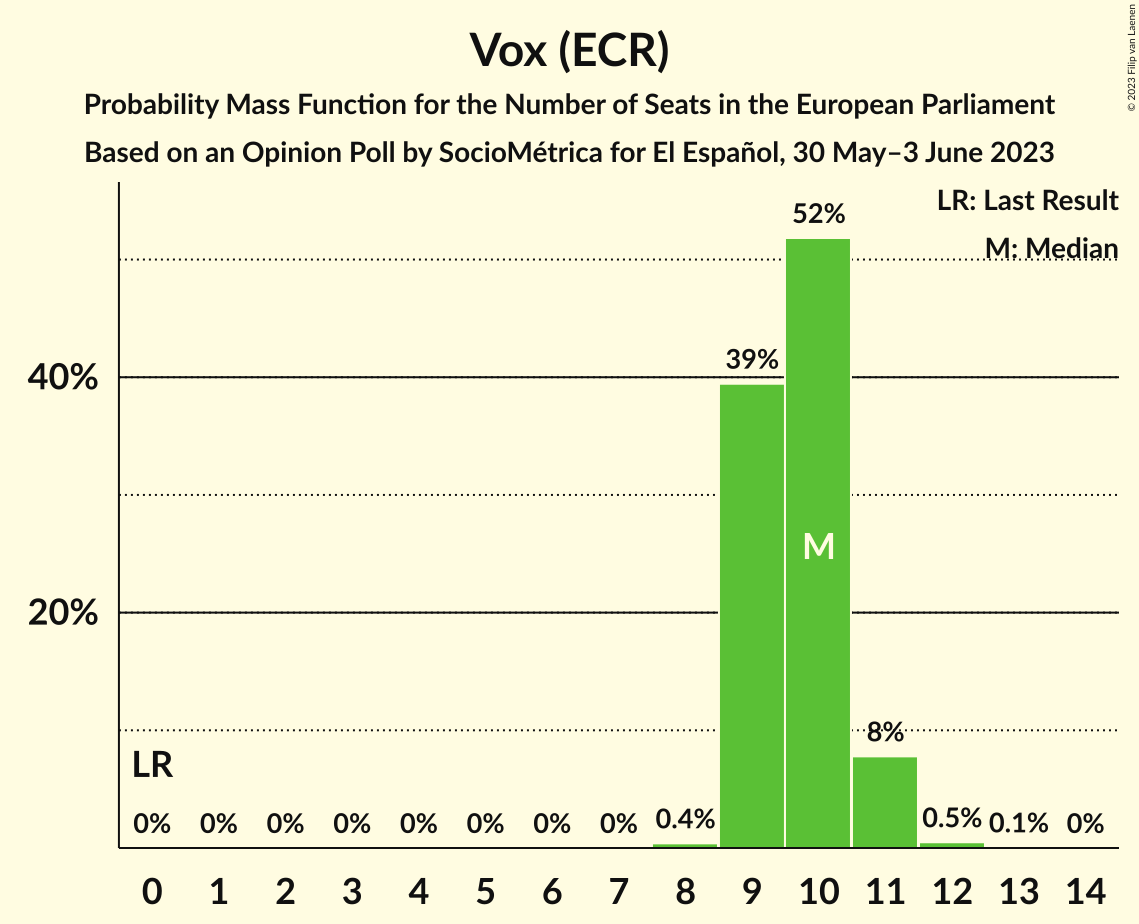 Vox (ECR)
Probability Mass Function for the Number of Seats in the European Parliament
Based on an Opinion Poll by SocioMétrica for El Español, 30 May–3 June 2023
© 2023 Filip van Laenen
LR: Last Result
M: Median
52%
39%
40%
M
20%
8%
LR
0% 0% 0% 0% 0% 0% 0% 0% 0.4% 0.5% 0.1% 0%
0 1 2 3 4 5 6 7 8 9 10 11 12 13 14